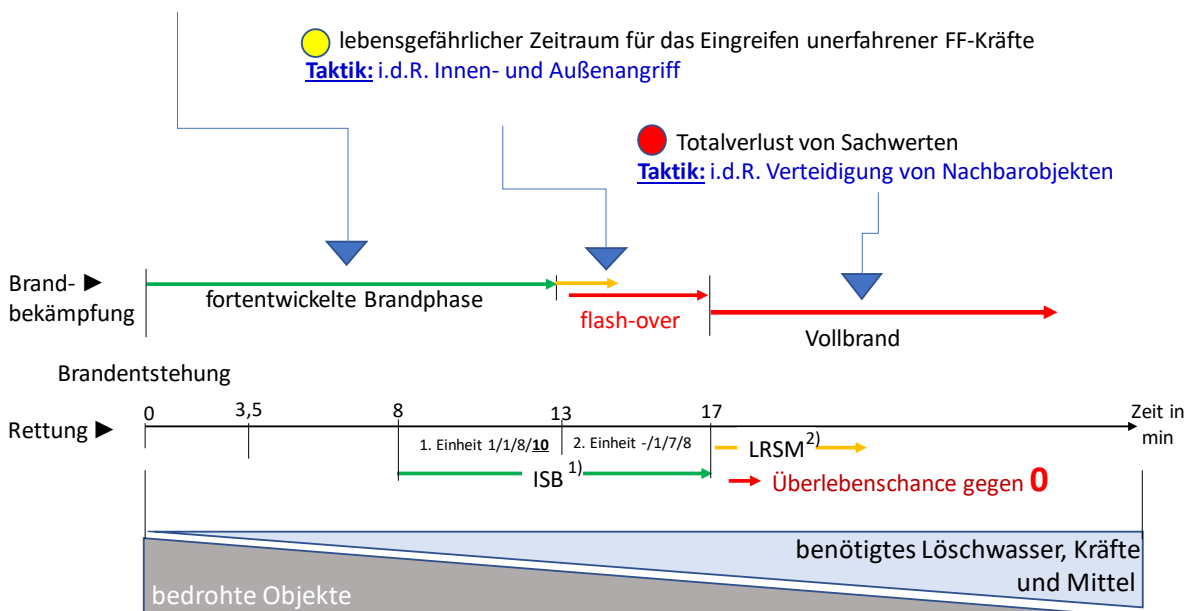 lebensgefährlicher Zeitraum für das Eingreifen unerfahrener FF-Kräfte
Taktik: i.d.R. Innen- und Außenangriff
Totalverlust von Sachwerten
Taktik: i.d.R. Verteidigung von Nachbarobjekten
Brand- ►
bekämpfung
fortentwickelte Brandphase
flash-over
Vollbrand
Brandentstehung
Rettung ►
0
3,5
8
13
17
Zeit in
min
1. Einheit 1/1/8/10
2. Einheit -/1/7/8
LRSM 2)
ISB 1)
Überlebenschance gegen 0
benötigtes Löschwasser, Kräfte
und Mittel
bedrohte Objekte